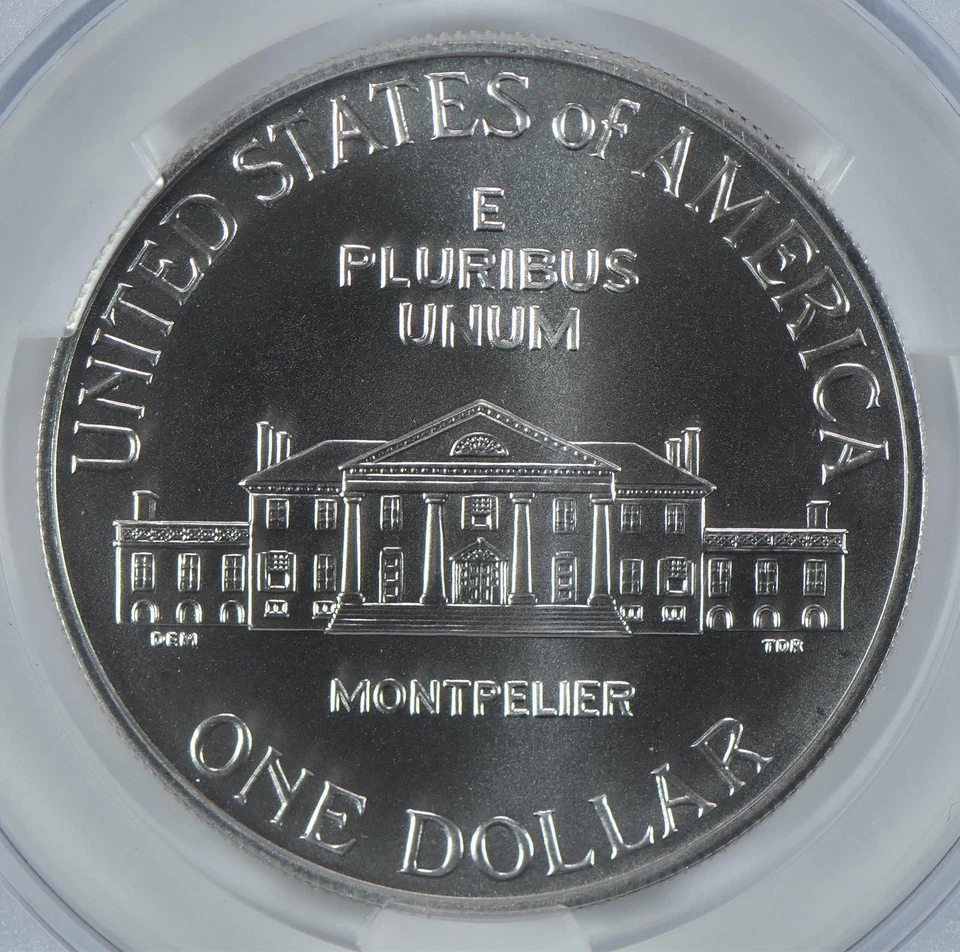 UNITED STATES of AMERICA
E
PLURIBUS
UNUM
DEM
TDR
MONTPELIER
ONE DOLLAR